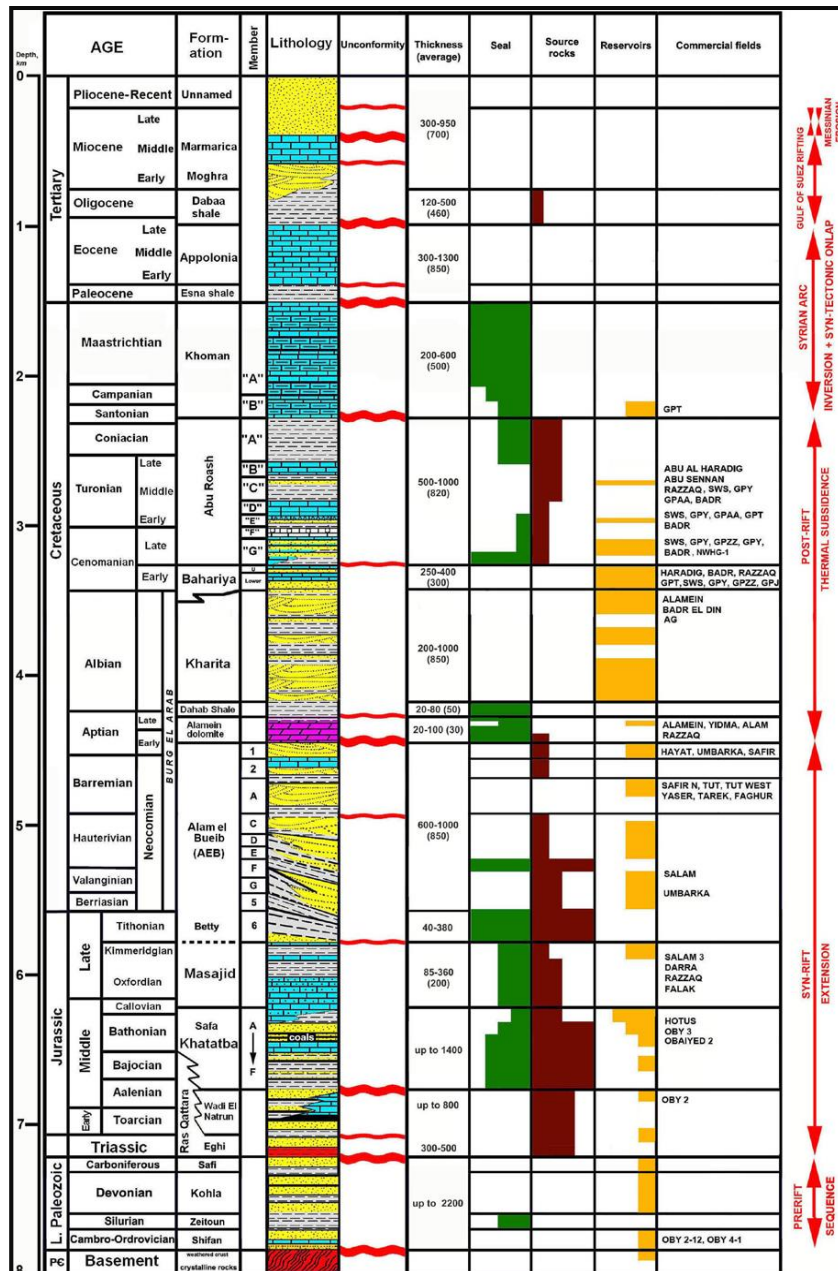 Depth, km
AGE
Form-ation
Member
Lithology
Unconformity
Thickness (average)
Seal
Source rocks
Reservoirs
Commercial fields
0
1
2
3
4
5
6
7
8
Tertiary
Pliocene-Recent
Unnamed
Late
Miocene Middle
Early
Marmarica
Moghra
300-950
(700)
Oligocene
Dabaa
shale
120-500
(460)
Late
Eocene Middle
Early
Appolonia
300-1300
(850)
Paleocene
Esna shale
Cretaceous
Maastrichtian
Campanian
Santonian
Khoman
"A"
"B"
200-600
(500)
GPT
Coniacian
Turonian
Late
Middle
Early
Cenomanian
Late
Early
Abu Roash
"A"
"B"
"C"
"D"
"E"
"F"
"G"
500-1000
(820)
ABU AL HARADIG
ABU SENNAN
RAZZAQ, SWS, GPY
GPAA, BADR
SWS, GPY, GPAA, GPT
BADR
SWS, GPY, GPZZ, GPY,
BADR, NWHG-1
Bahariya
U
Lower
250-400
(300)
HARADIG, BADR, RAZZAQ
GPT, SWS, GPY, GPZZ, GPJ
Albian
BURG EL ARAB
Kharita
200-1000
(850)
ALAMEIN
BADR EL DIN
AG
Dahab Shale
20-80 (50)
Aptian
Late
Early
Alamein
dolomite
20-100 (30)
ALAMEIN, YIDMA, ALAM
RAZZAQ
Neocomian
Barremian
Hauterivian
Valanginian
Berriasian
Alam el
Bueib
(AEB)
1
2
A
C
D
E
F
G
5
600-1000
(850)
HAYAT, UMBARKA, SAFIR
SAFIR N, TUT, TUT WEST
YASER, TAREK, FAGHUR
SALAM
UMBARKA
Jurassic
Late
Tithonian
Betty
6
40-380
Kimmeridgian
Oxfordian
Masajid
85-360
(200)
SALAM 3
DARRA
RAZZAQ
FALAK
Middle
Callovian
Bathonian
Bajocian
Aalenian
Safa
Khatatba
A
F
coals
up to 1400
HOTUS
OBY 3
OBAIYED 2
Early
Toarcian
Ras Qattara
Wadi El
Natrun
up to 800
OBY 2
Triassic
Eghi
300-500
L. Paleozoic
Carboniferous
Safi
Devonian
Kohla
up to 2200
Silurian
Zeitoun
Cambro-Ordrovician
Shifan
OBY 2-12, OBY 4-1
P€
Basement
weathered crust
crystalline rocks
MESSINIAN
EROSION
GULF OF SUEZ RIFTING
SYRIAN ARC
INVERSION + SYN-TECTONIC ONLAP
POST-RIFT
THERMAL SUBSIDENCE
SYN-RIFT
EXTENSION
PRERIFT
SEQUENCE